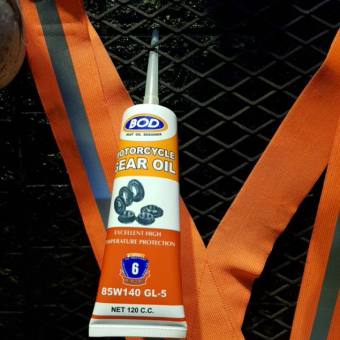 BOD
BEST OIL DESIGNER
MOTORCYCLE
GEAR OIL
EXCELLENT HIGH
TEMPERATURE PROTECTION
6
85W140 GL-5
NET 120 C.C.